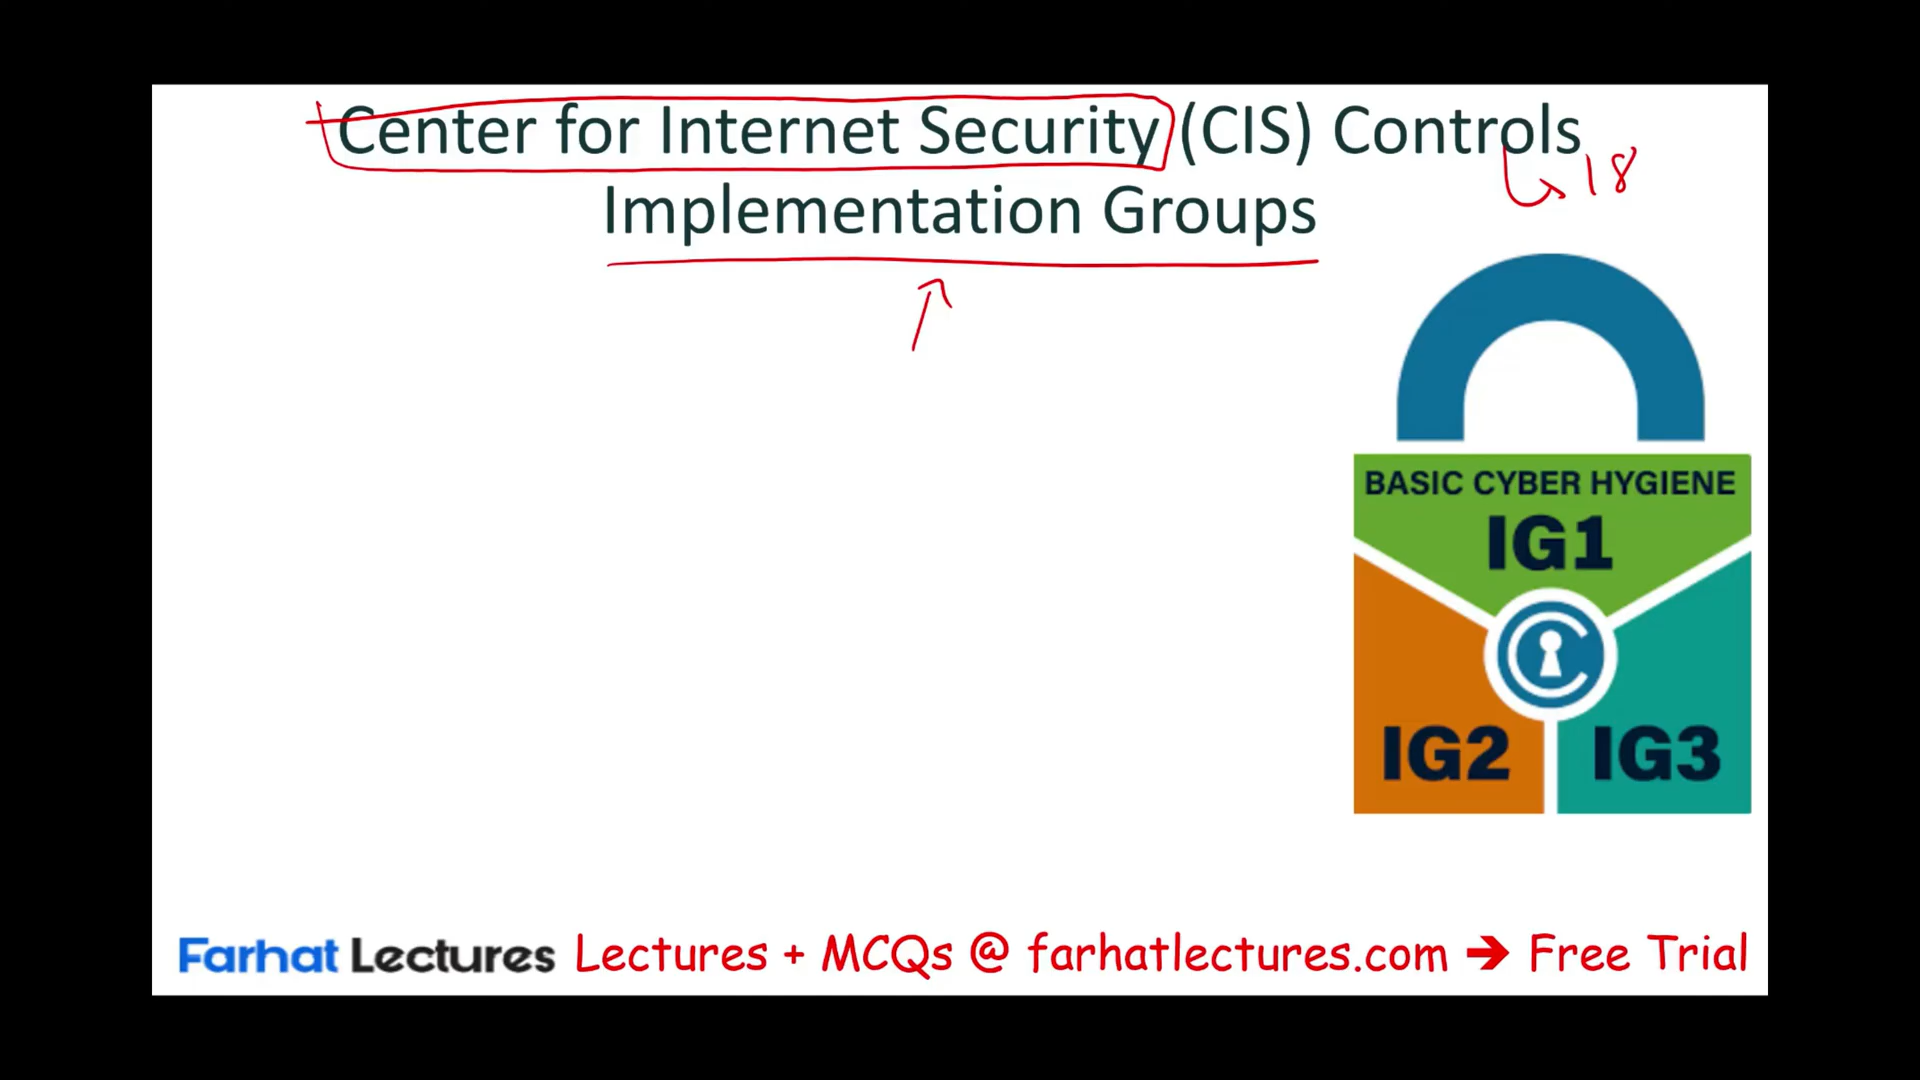 Center for Internet Security (CIS) Controls
18
Implementation Groups
BASIC CYBER HYGIENE
IG1
IG2 IG3
Farhat Lectures Lectures + MCQs @ farhatlectures.com → Free Trial